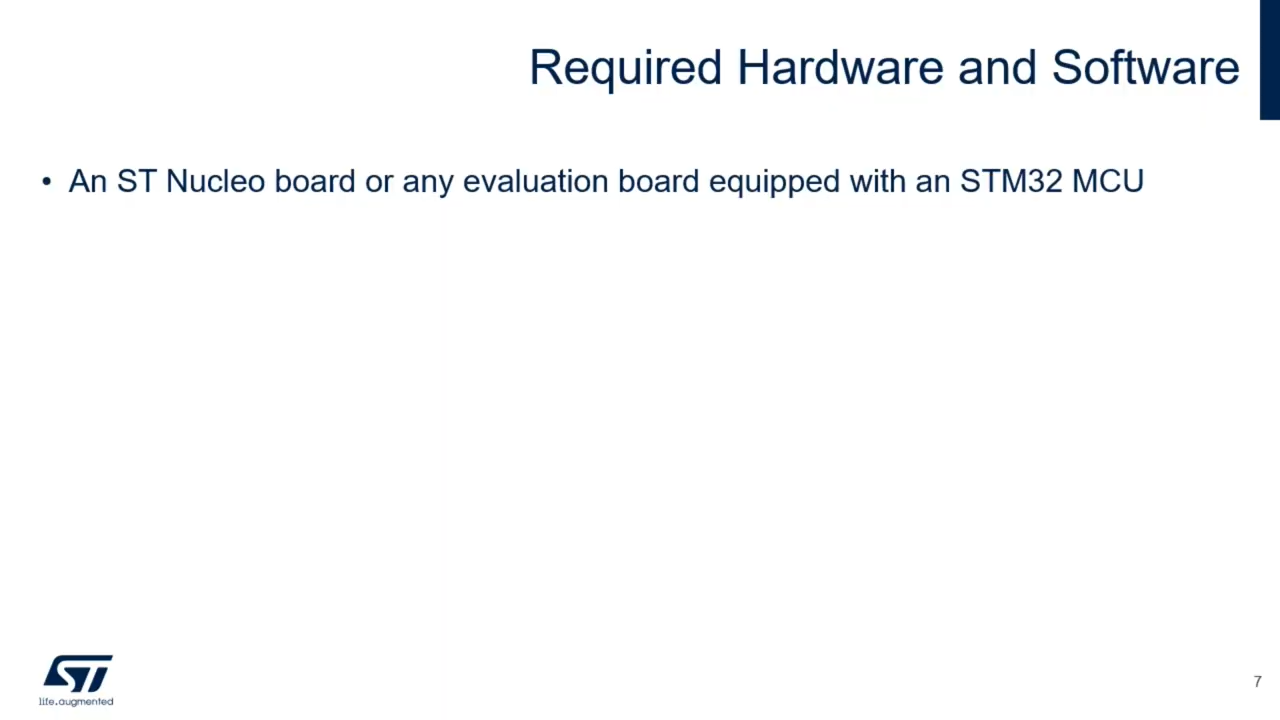 Required Hardware and Software
• An ST Nucleo board or any evaluation board equipped with an STM32 MCU
ST
life.augmented
7